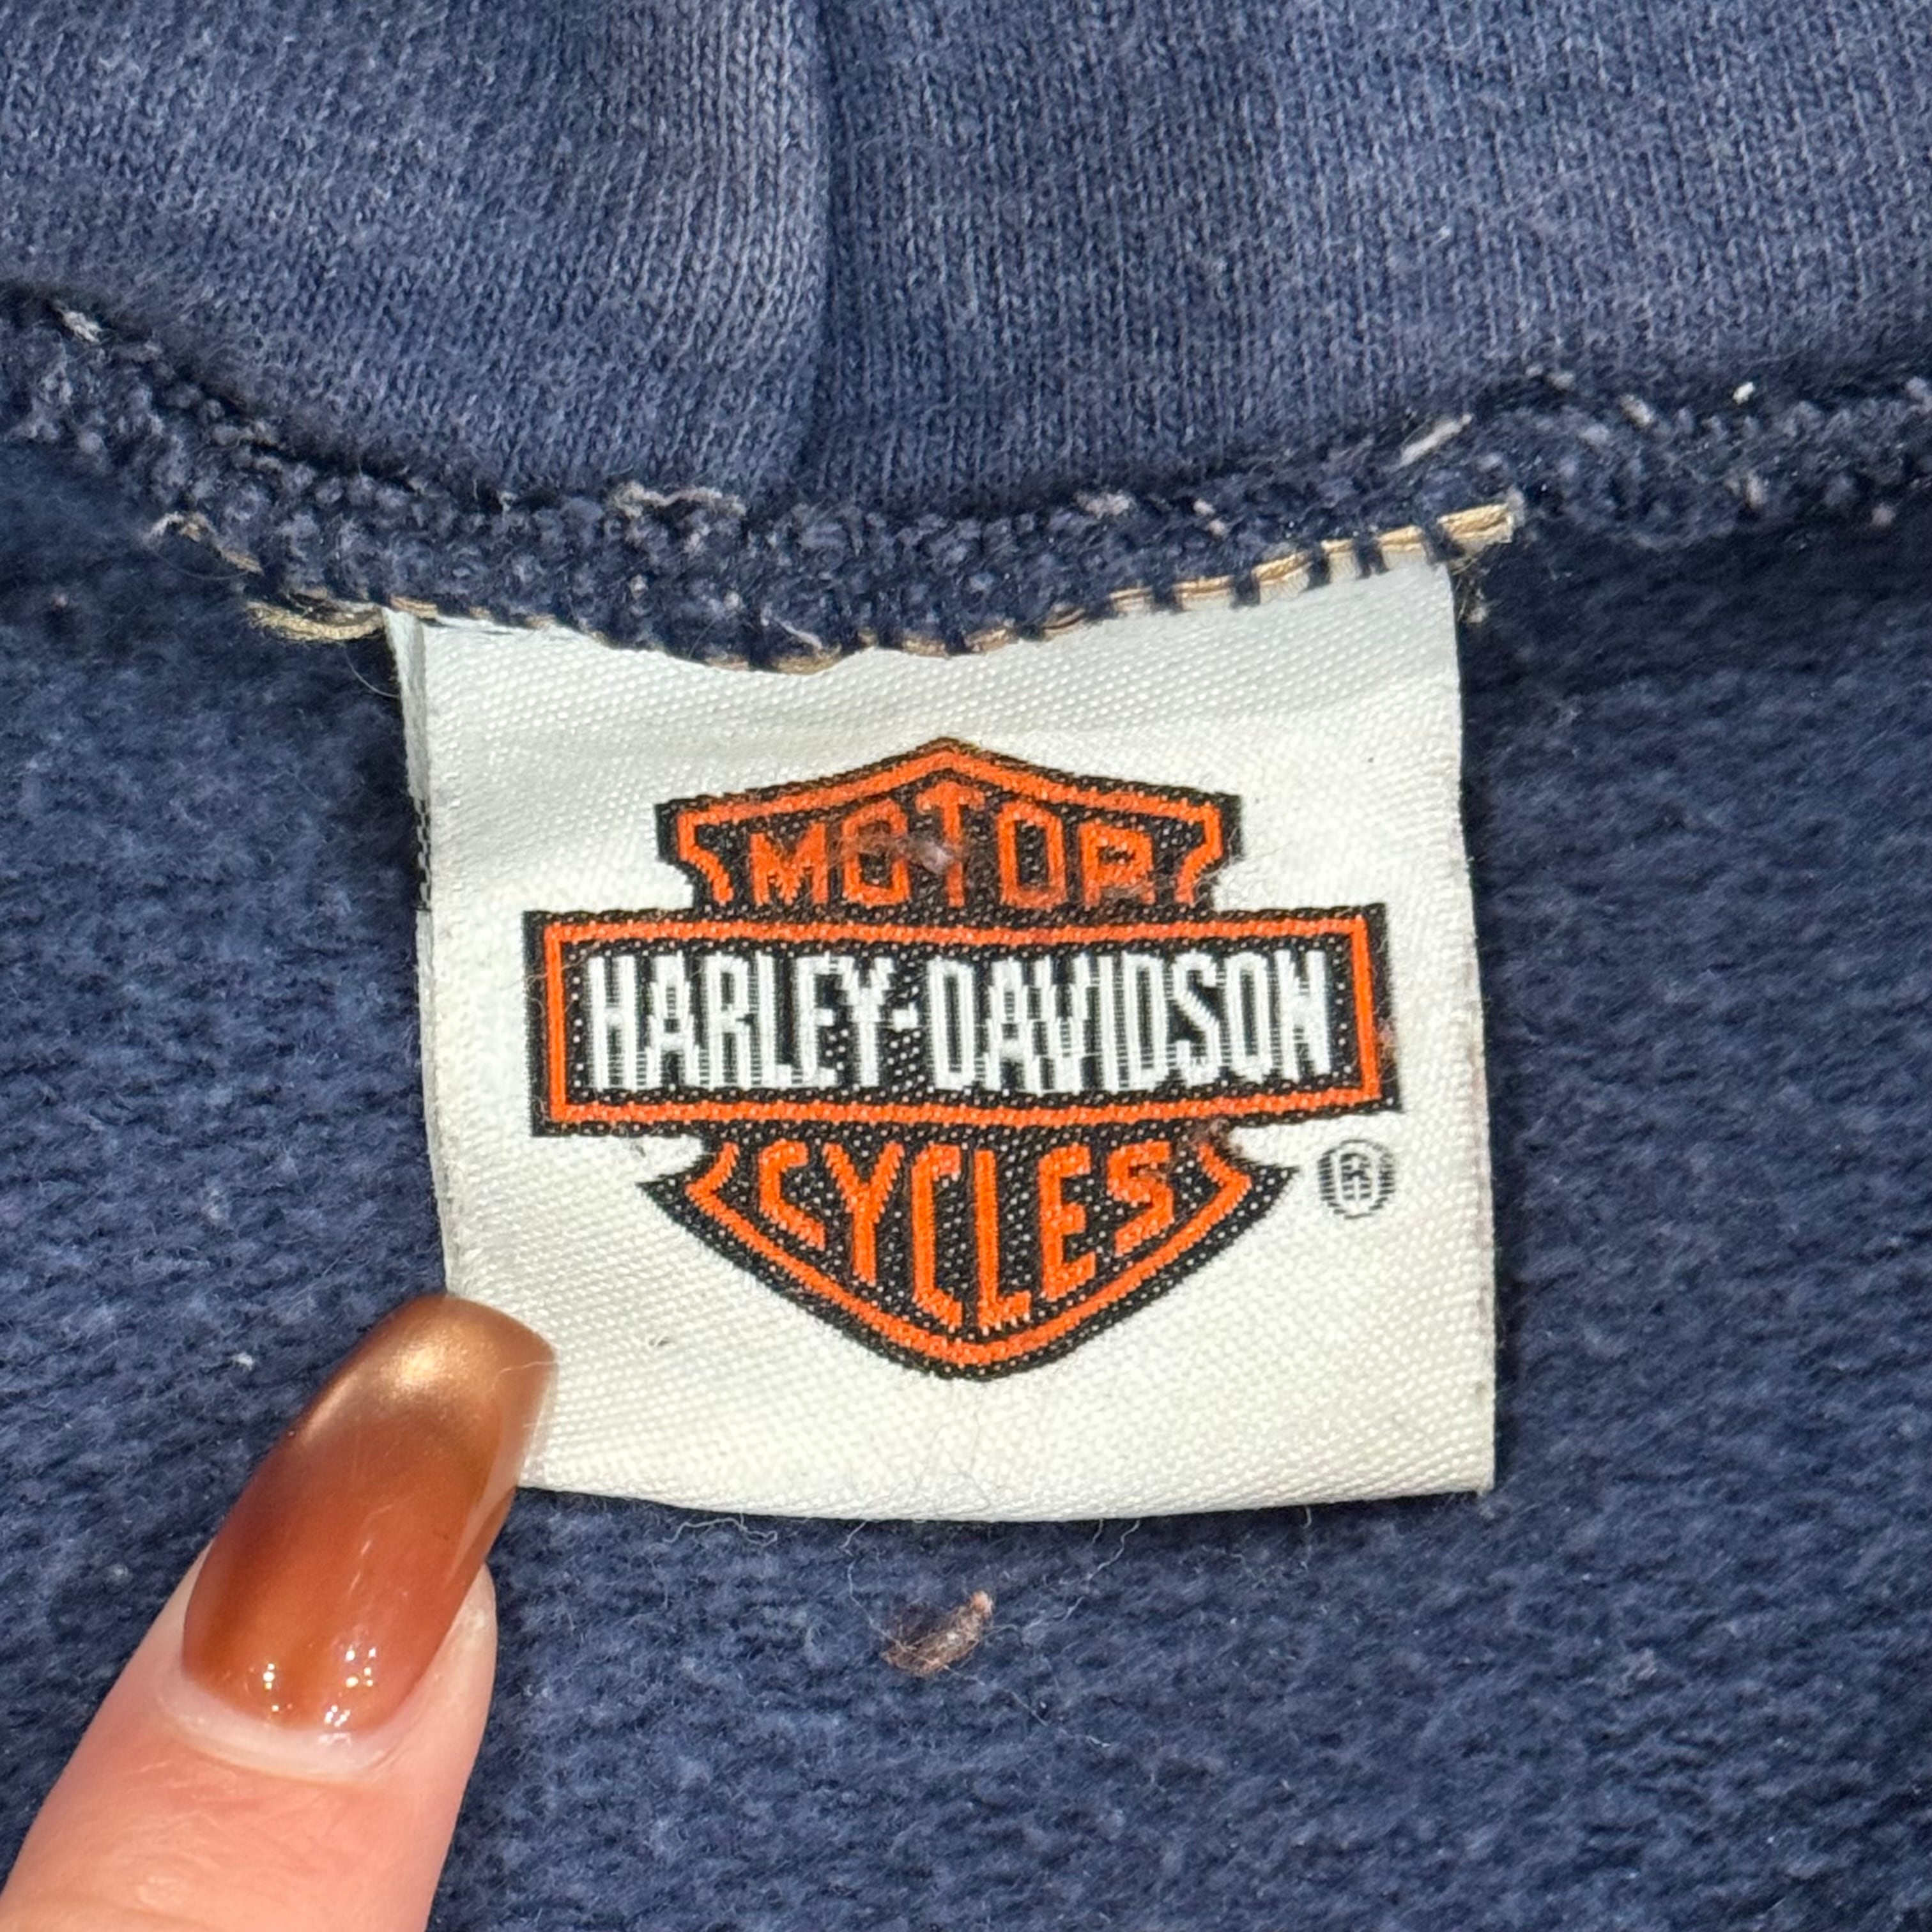 MOTOR
HARLEY-DAVIDSON
CYCLES
®